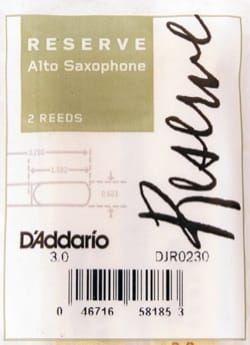 RESERVE
Alto Saxophone
2 REEDS
Reserve
D'Addario
3.0 DJR0230
0 46716 58185 3